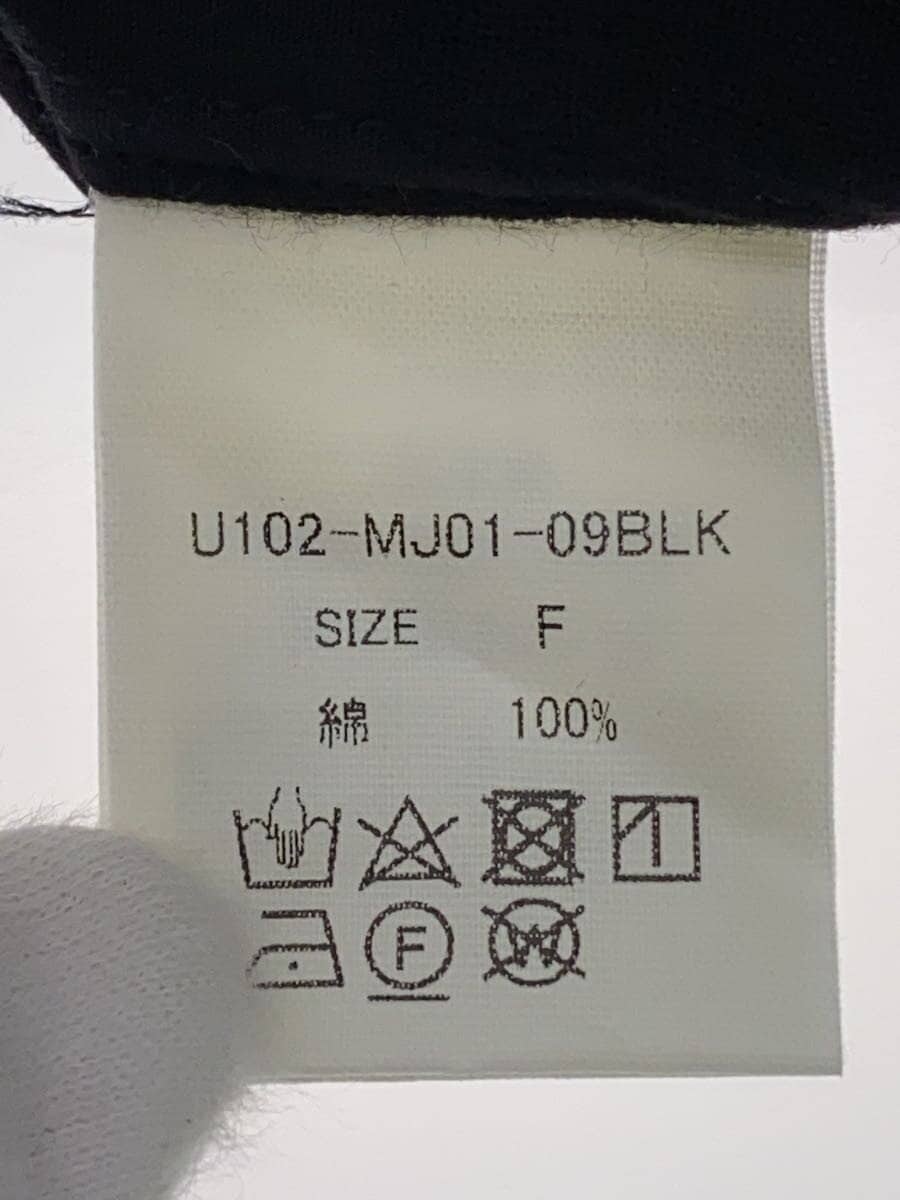 U102-MJ01-09BLK
SIZE F
綿 100%
F W